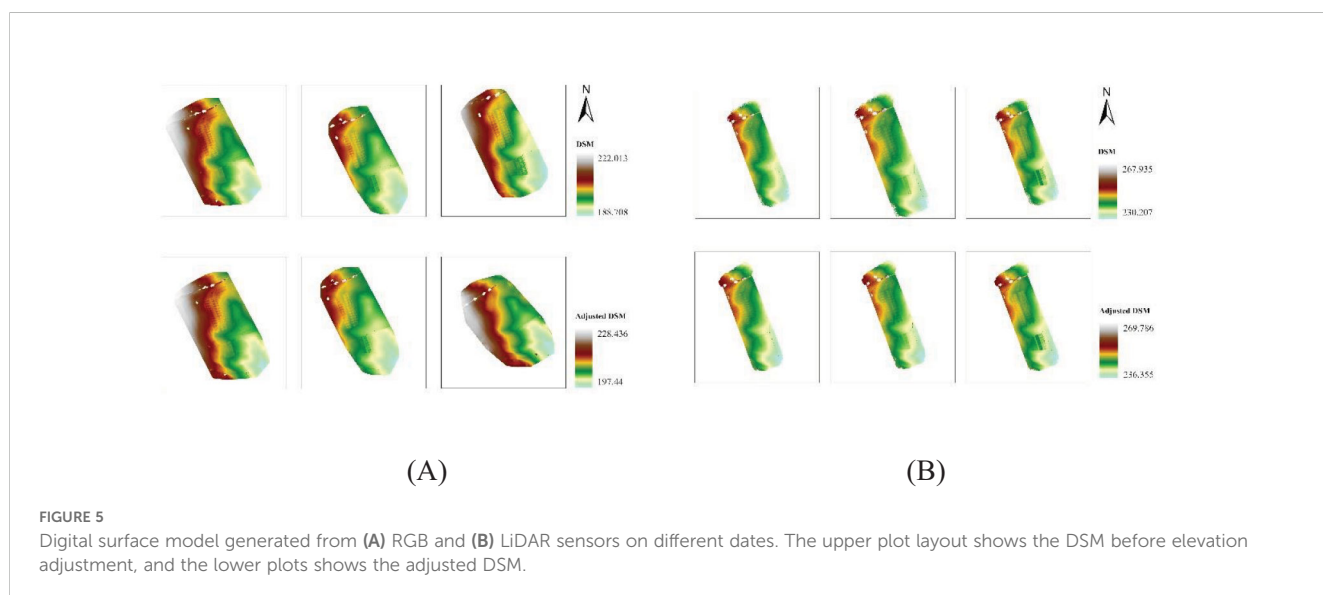 N
DSM
222.013
188.708
N
DSM
267.935
230.207
Adjusted DSM
228.436
197.44
Adjusted DSM
269.786
236.355
(A)
(B)
FIGURE 5
Digital surface model generated from (A) RGB and (B) LiDAR sensors on different dates. The upper plot layout shows the DSM before elevation
adjustment, and the lower plots shows the adjusted DSM.